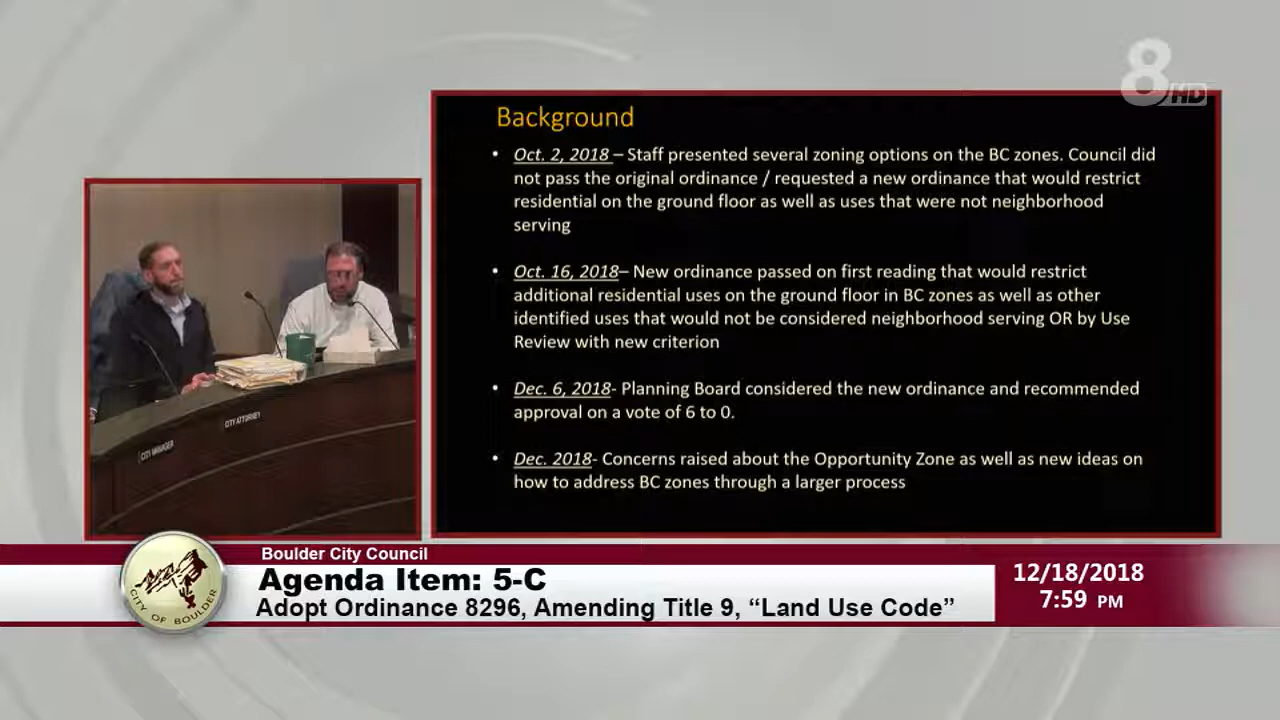 8
HD
Background
• Oct. 2, 2018 – Staff presented several zoning options on the BC zones. Council did
not pass the original ordinance / requested a new ordinance that would restrict
residential on the ground floor as well as uses that were not neighborhood
serving
• Oct. 16, 2018– New ordinance passed on first reading that would restrict
additional residential uses on the ground floor in BC zones as well as other
identified uses that would not be considered neighborhood serving OR by Use
Review with new criterion
• Dec. 6, 2018- Planning Board considered the new ordinance and recommended
approval on a vote of 6 to 0.
• Dec. 2018- Concerns raised about the Opportunity Zone as well as new ideas on
how to address BC zones through a larger process
CITY MANAGER
CITY ATTORNEY
CITY OF BOULDER
Boulder City Council
Agenda Item: 5-C
Adopt Ordinance 8296, Amending Title 9, “Land Use Code”
12/18/2018
7:59 PM